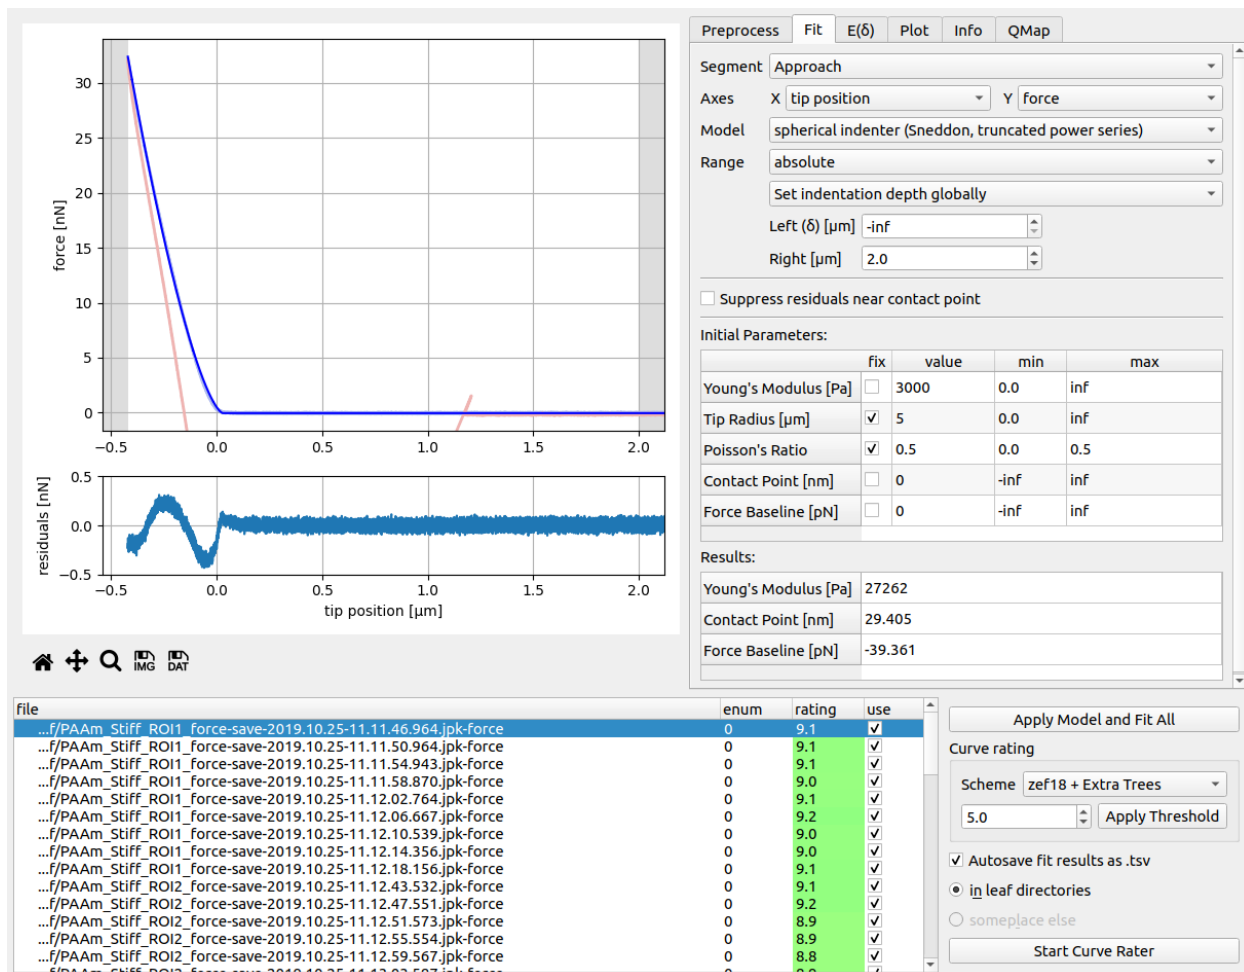 Preprocess Fit E(δ) Plot Info QMap
Segment Approach
Axes X tip position Y force
Model spherical indenter (Sneddon, truncated power series)
Range absolute
Set indentation depth globally
Left (δ) [µm] -inf
Right [µm] 2.0
Suppress residuals near contact point
Initial Parameters:
fix value min max
Young's Modulus [Pa] 3000 0.0 inf
Tip Radius [µm] 5 0.0 inf
Poisson's Ratio 0.5 0.0 0.5
Contact Point [nm] 0 -inf inf
Force Baseline [pN] 0 -inf inf
Results:
Young's Modulus [Pa] 27262
Contact Point [nm] 29.405
Force Baseline [pN] -39.361
force [nN]
30
25
20
15
10
5
0
−0.5 0.0 0.5 1.0 1.5 2.0
residuals [nN]
0.5
0.0
−0.5
−0.5 0.0 0.5 1.0 1.5 2.0
tip position [µm]
IMG DAT
file enum rating use
...f/PAAm_Stiff_ROI1_force-save-2019.10.25-11.11.46.964.jpk-force 0 9.1
...f/PAAm_Stiff_ROI1_force-save-2019.10.25-11.11.50.964.jpk-force 0 9.1
...f/PAAm_Stiff_ROI1_force-save-2019.10.25-11.11.54.943.jpk-force 0 9.1
...f/PAAm_Stiff_ROI1_force-save-2019.10.25-11.11.58.870.jpk-force 0 9.0
...f/PAAm_Stiff_ROI1_force-save-2019.10.25-11.12.02.764.jpk-force 0 9.1
...f/PAAm_Stiff_ROI1_force-save-2019.10.25-11.12.06.667.jpk-force 0 9.2
...f/PAAm_Stiff_ROI1_force-save-2019.10.25-11.12.10.539.jpk-force 0 9.0
...f/PAAm_Stiff_ROI1_force-save-2019.10.25-11.12.14.356.jpk-force 0 9.0
...f/PAAm_Stiff_ROI1_force-save-2019.10.25-11.12.18.156.jpk-force 0 9.1
...f/PAAm_Stiff_ROI2_force-save-2019.10.25-11.12.43.532.jpk-force 0 9.1
...f/PAAm_Stiff_ROI2_force-save-2019.10.25-11.12.47.551.jpk-force 0 9.2
...f/PAAm_Stiff_ROI2_force-save-2019.10.25-11.12.51.573.jpk-force 0 8.9
...f/PAAm_Stiff_ROI2_force-save-2019.10.25-11.12.55.554.jpk-force 0 8.9
...f/PAAm_Stiff_ROI2_force-save-2019.10.25-11.12.59.567.jpk-force 0 8.8
Apply Model and Fit All
Curve rating
Scheme zef18 + Extra Trees
5.0 Apply Threshold
Autosave fit results as .tsv
in leaf directories
someplace else
Start Curve Rater